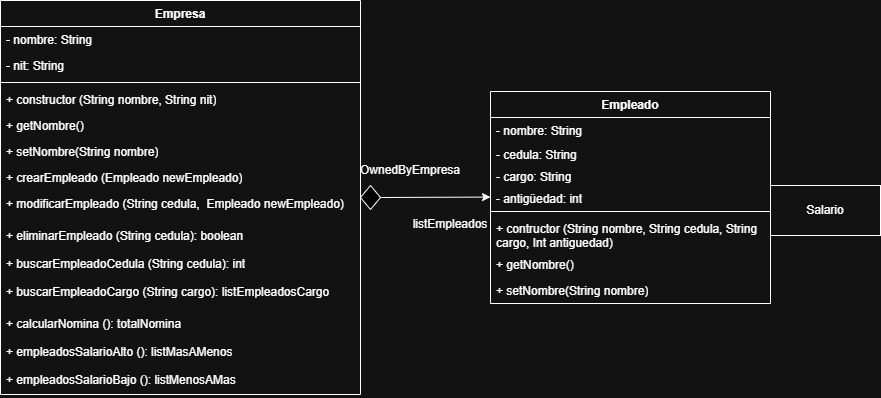 Empresa
- nombre: String
- nit: String
+ constructor (String nombre, String nit)
+ getNombre()
+ setNombre(String nombre)
+ crearEmpleado (Empleado newEmpleado)
+ modificarEmpleado (String cedula, Empleado newEmpleado)
+ eliminarEmpleado (String cedula): boolean
+ buscarEmpleadoCedula (String cedula): int
+ buscarEmpleadoCargo (String cargo): listEmpleadosCargo
+ calcularNomina (): totalNomina
+ empleadosSalarioAlto (): listMasAMenos
+ empleadosSalarioBajo (): listMenosAMas
OwnedByEmpresa
listEmpleados
Empleado
- nombre: String
- cedula: String
- cargo: String
- antigüedad: int
+ contructor (String nombre, String cedula, String
cargo, Int antiguedad)
+ getNombre()
+ setNombre(String nombre)
Salario